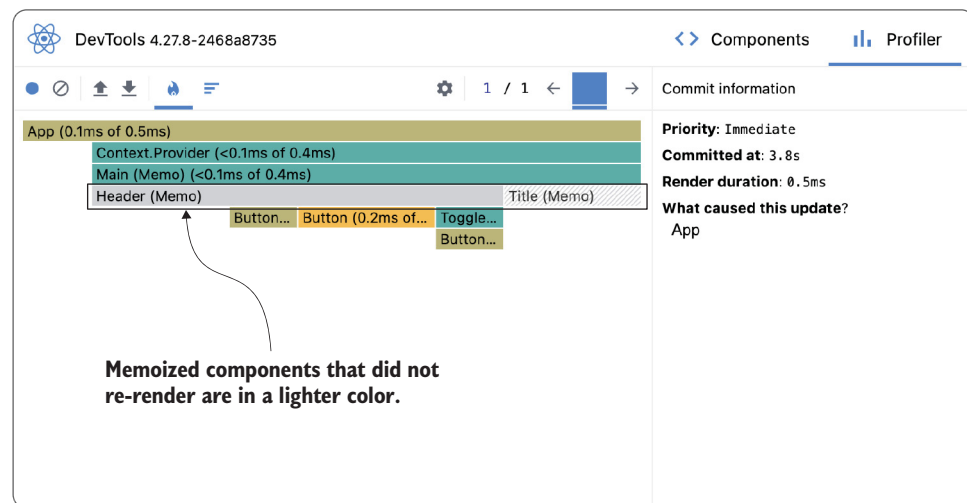 DevTools 4.27.8-2468a8735
Components
Profiler
1 / 1
Commit information
App (0.1ms of 0.5ms)
Context.Provider (<0.1ms of 0.4ms)
Main (Memo) (<0.1ms of 0.4ms)
Header (Memo)
Title (Memo)
Button...
Button (0.2ms of...
Toggle...
Button...
Priority: Immediate
Committed at: 3.8s
Render duration: 0.5ms
What caused this update?
App
Memoized components that did not
re-render are in a lighter color.